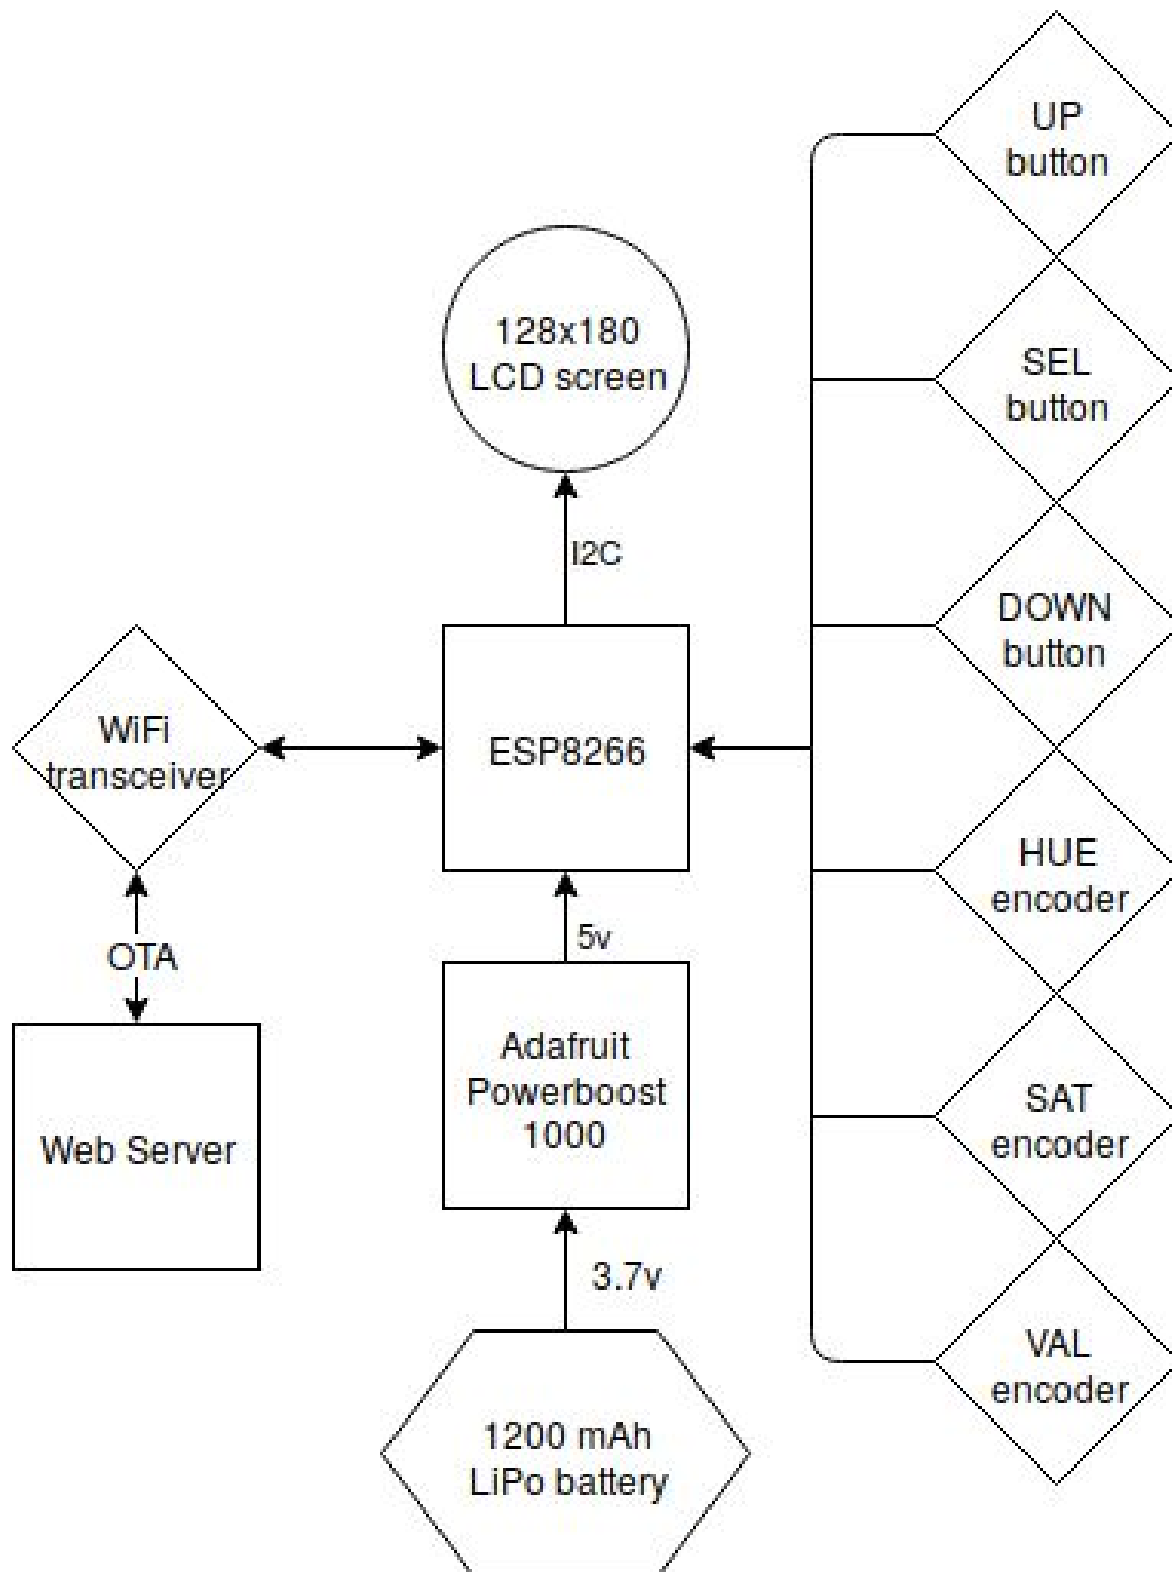 UP
button
128x180
LCD screen
SEL
button
I2C
DOWN
button
WiFi
transceiver
ESP8266
HUE
encoder
5v
OTA
Adafruit
Powerboost
1000
Web Server
SAT
encoder
3.7v
VAL
encoder
1200 mAh
LiPo battery